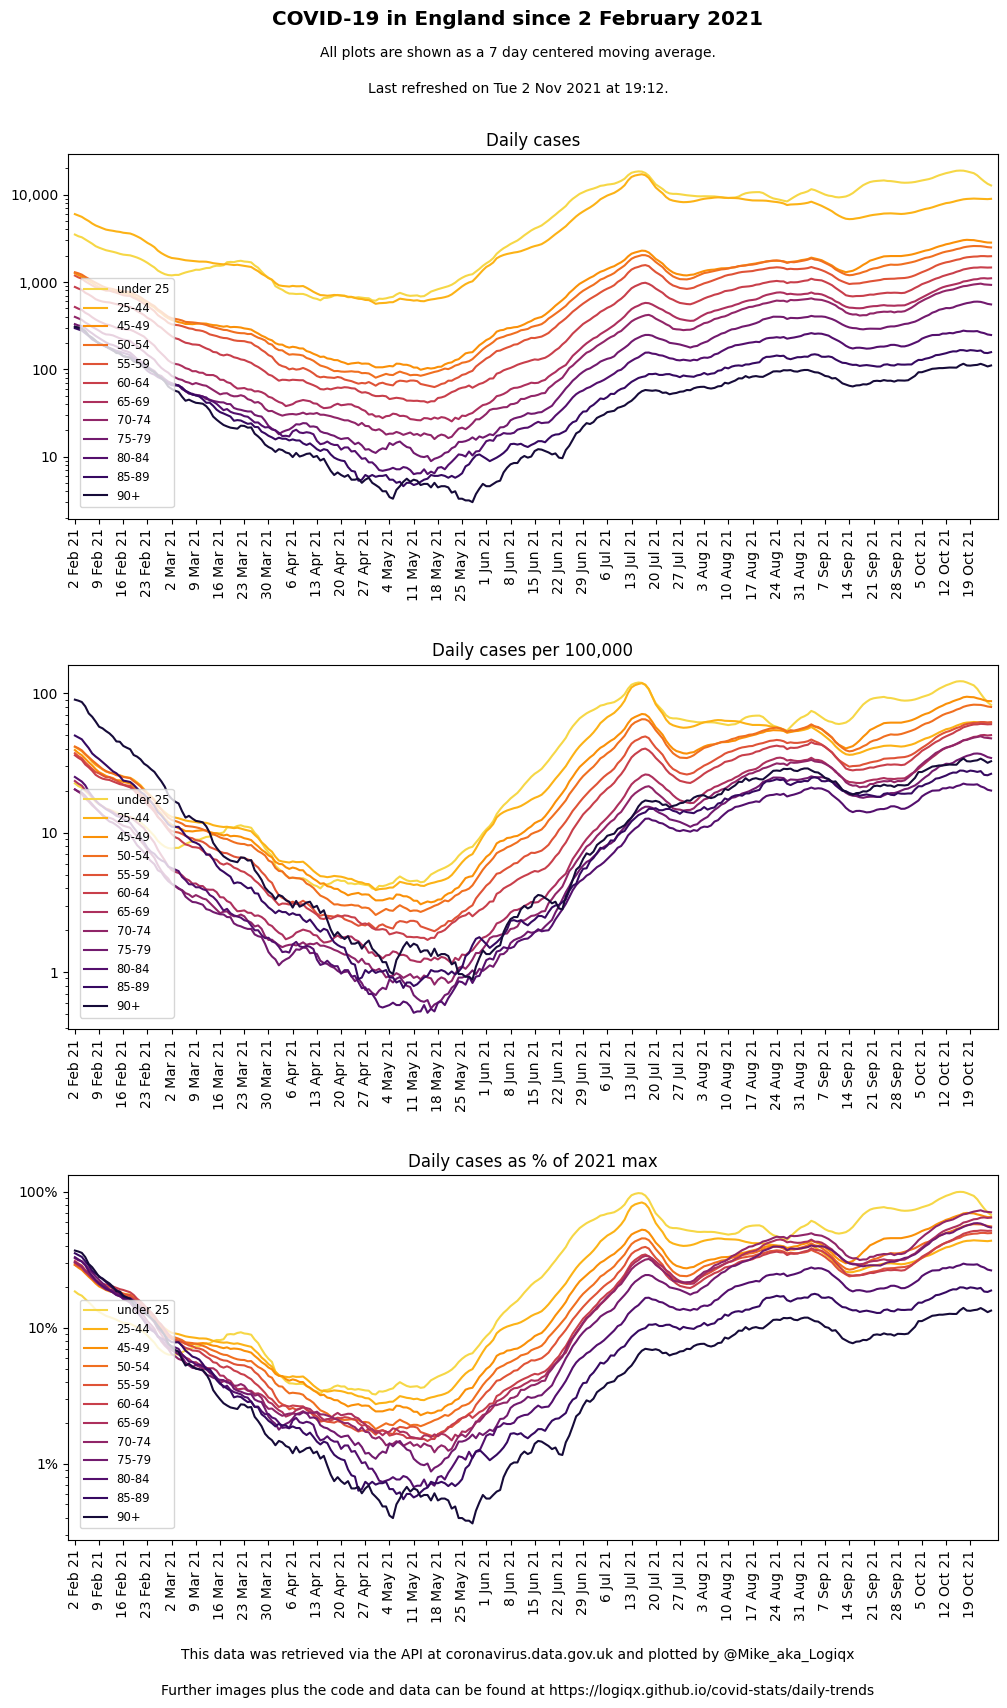 COVID-19 in England since 2 February 2021
All plots are shown as a 7 day centered moving average.
Last refreshed on Tue 2 Nov 2021 at 19:12.
Daily cases
10,000
1,000
100
10
under 25
25-44
45-49
50-54
55-59
60-64
65-69
70-74
75-79
80-84
85-89
90+
2 Feb 21
9 Feb 21
16 Feb 21
23 Feb 21
2 Mar 21
9 Mar 21
16 Mar 21
23 Mar 21
30 Mar 21
6 Apr 21
13 Apr 21
20 Apr 21
27 Apr 21
4 May 21
11 May 21
18 May 21
25 May 21
1 Jun 21
8 Jun 21
15 Jun 21
22 Jun 21
29 Jun 21
6 Jul 21
13 Jul 21
20 Jul 21
27 Jul 21
3 Aug 21
10 Aug 21
17 Aug 21
24 Aug 21
31 Aug 21
7 Sep 21
14 Sep 21
21 Sep 21
28 Sep 21
5 Oct 21
12 Oct 21
19 Oct 21
Daily cases per 100,000
100
10
1
under 25
25-44
45-49
50-54
55-59
60-64
65-69
70-74
75-79
80-84
85-89
90+
2 Feb 21
9 Feb 21
16 Feb 21
23 Feb 21
2 Mar 21
9 Mar 21
16 Mar 21
23 Mar 21
30 Mar 21
6 Apr 21
13 Apr 21
20 Apr 21
27 Apr 21
4 May 21
11 May 21
18 May 21
25 May 21
1 Jun 21
8 Jun 21
15 Jun 21
22 Jun 21
29 Jun 21
6 Jul 21
13 Jul 21
20 Jul 21
27 Jul 21
3 Aug 21
10 Aug 21
17 Aug 21
24 Aug 21
31 Aug 21
7 Sep 21
14 Sep 21
21 Sep 21
28 Sep 21
5 Oct 21
12 Oct 21
19 Oct 21
Daily cases as % of 2021 max
100%
10%
1%
under 25
25-44
45-49
50-54
55-59
60-64
65-69
70-74
75-79
80-84
85-89
90+
2 Feb 21
9 Feb 21
16 Feb 21
23 Feb 21
2 Mar 21
9 Mar 21
16 Mar 21
23 Mar 21
30 Mar 21
6 Apr 21
13 Apr 21
20 Apr 21
27 Apr 21
4 May 21
11 May 21
18 May 21
25 May 21
1 Jun 21
8 Jun 21
15 Jun 21
22 Jun 21
29 Jun 21
6 Jul 21
13 Jul 21
20 Jul 21
27 Jul 21
3 Aug 21
10 Aug 21
17 Aug 21
24 Aug 21
31 Aug 21
7 Sep 21
14 Sep 21
21 Sep 21
28 Sep 21
5 Oct 21
12 Oct 21
19 Oct 21
This data was retrieved via the API at coronavirus.data.gov.uk and plotted by @Mike_aka_Logiqx
Further images plus the code and data can be found at https://logiqx.github.io/covid-stats/daily-trends